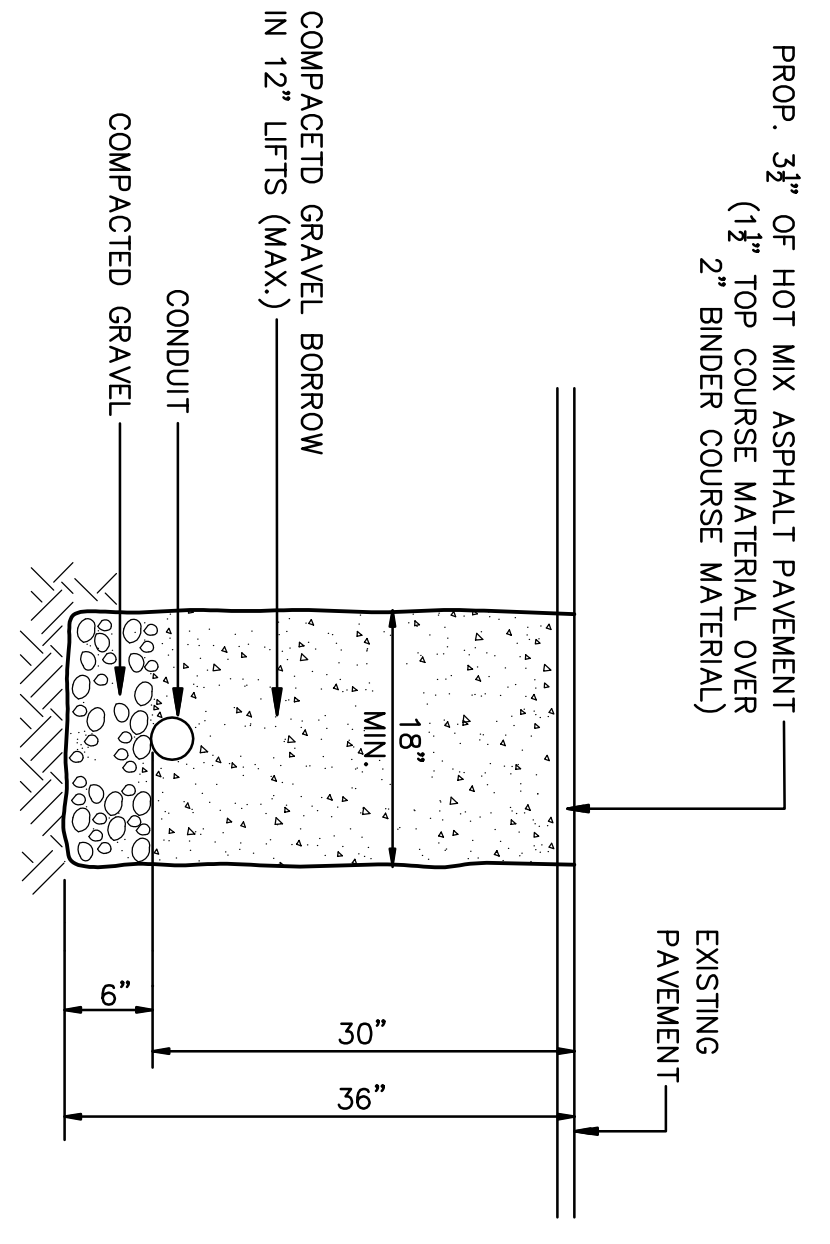 PROP. 3½” OF HOT MIX ASPHALT PAVEMENT
(1½” TOP COURSE MATERIAL OVER
2” BINDER COURSE MATERIAL)
EXISTING
PAVEMENT
COMPACETD GRAVEL BORROW
IN 12” LIFTS (MAX.)
18”
MIN.
CONDUIT
COMPACTED GRAVEL
6”
30”
36”